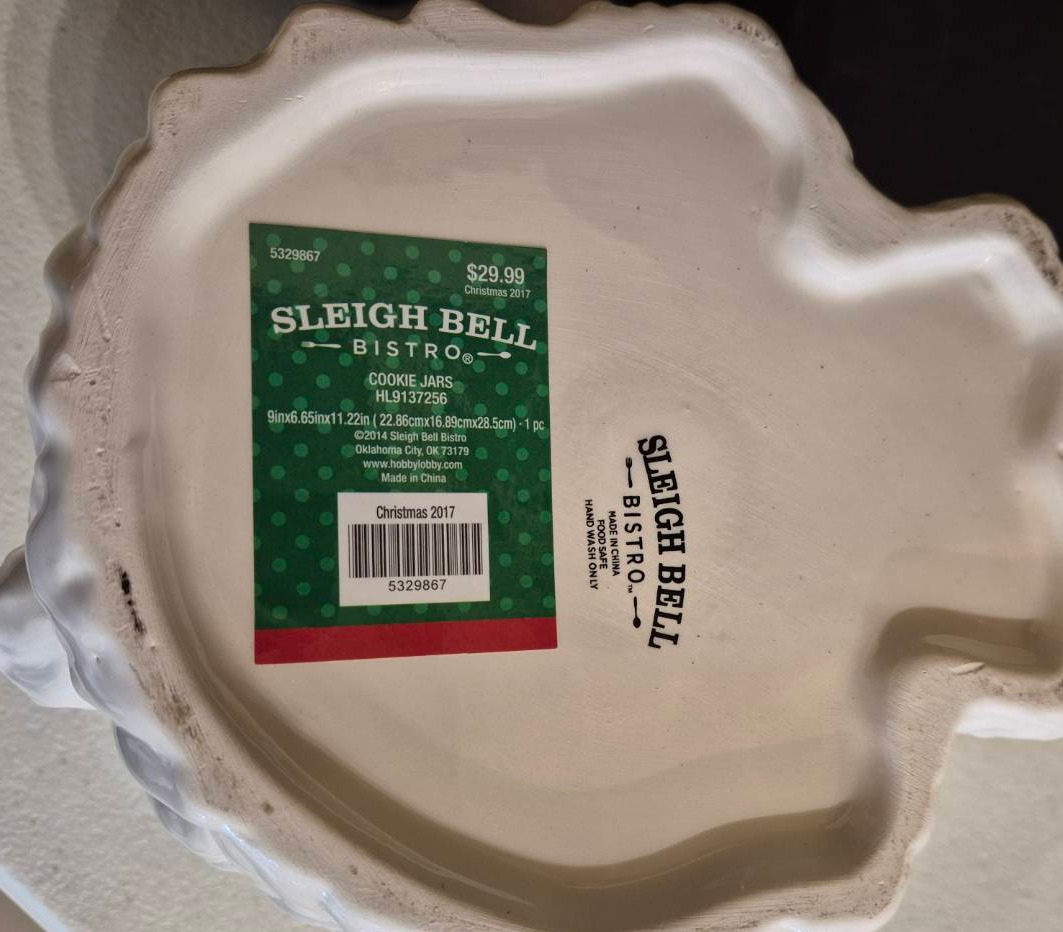 5329867
$29.99
Christmas 2017
SLEIGH BELL
BISTRO®
COOKIE JARS
HL9137256
9inx6.65inx11.22in ( 22.86cmx16.89cmx28.5cm) · 1 pc
©2014 Sleigh Bell Bistro
Oklahoma City, OK 73179
www.hobbylobby.com
Made in China
Christmas 2017
5329867
SLEIGH BELL
BISTRO™
MADE IN CHINA
FOOD SAFE
HAND WASH ONLY